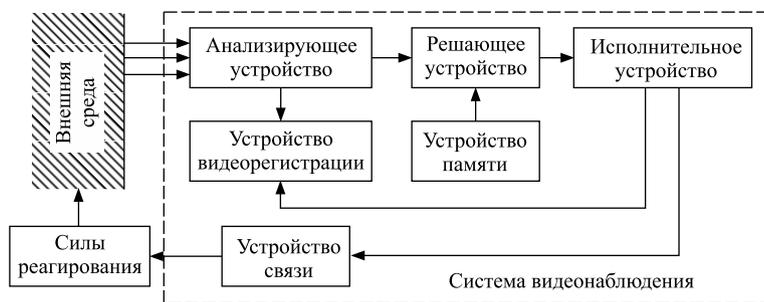 Внешняя
среда
Анализирующее
устройство
Решающее
устройство
Исполнительное
устройство
Устройство
видеорегистрации
Устройство
памяти
Силы
реагирования
Устройство
связи
Система видеонаблюдения